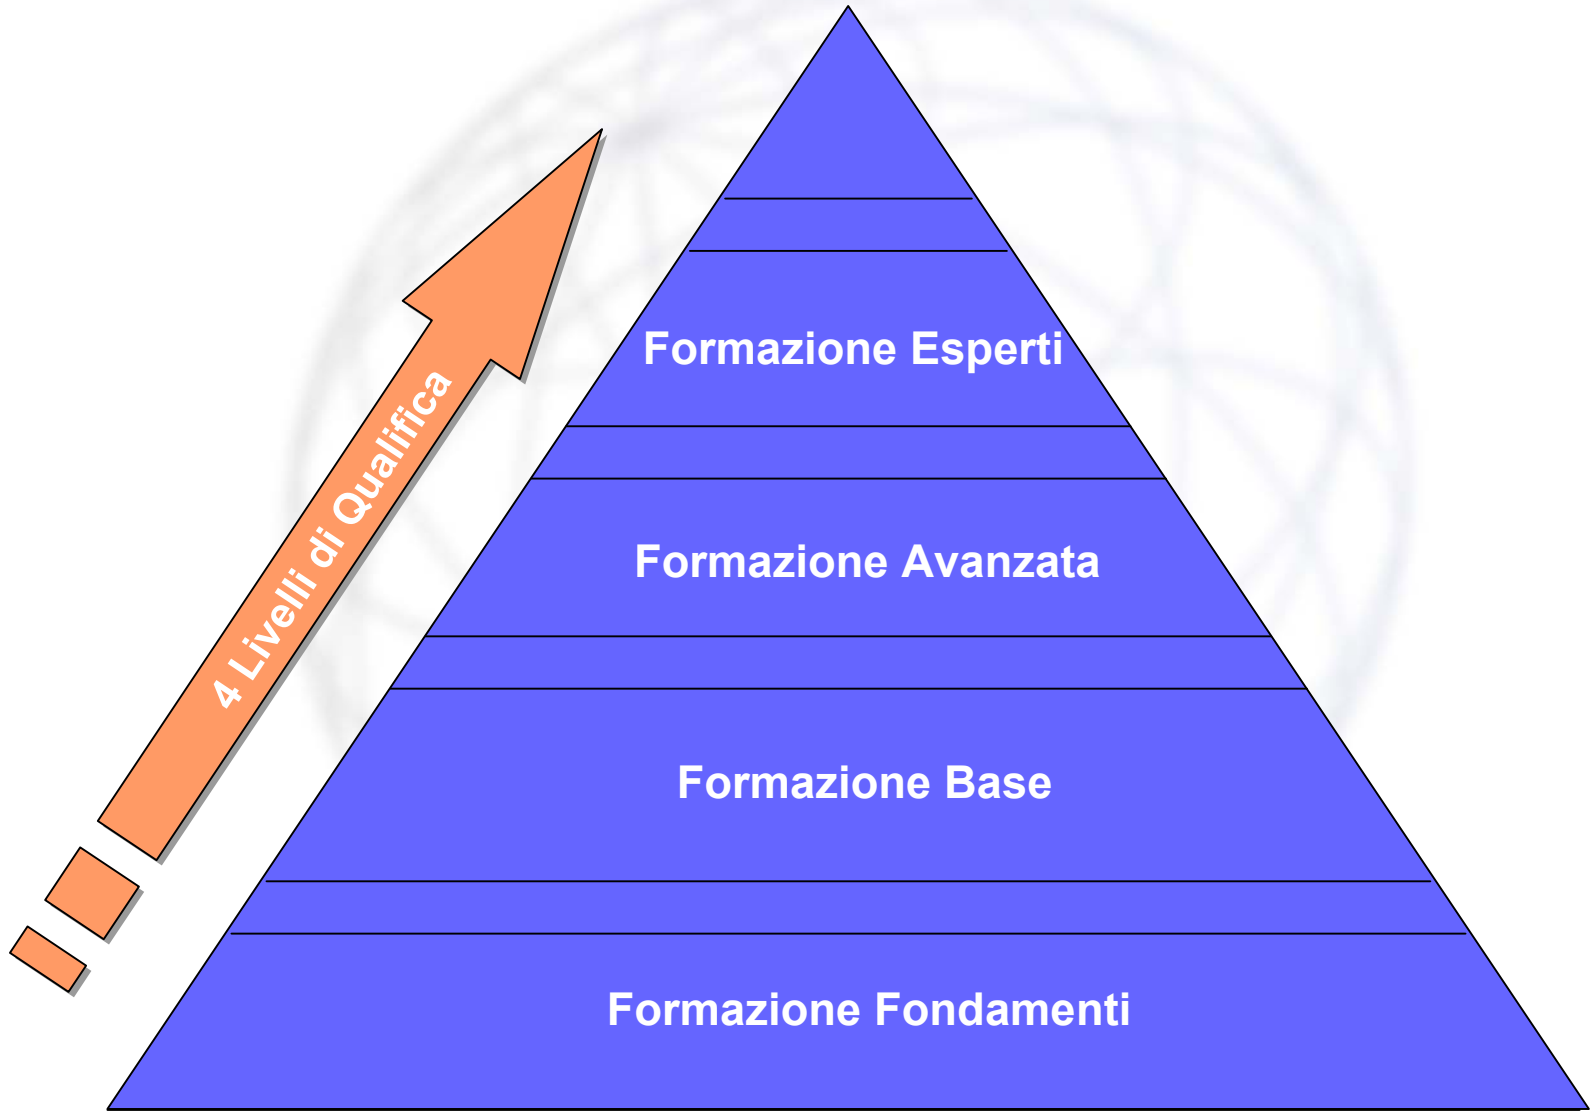 4 Livelli di Qualifica
Formazione Esperti
Formazione Avanzata
Formazione Base
Formazione Fondamenti